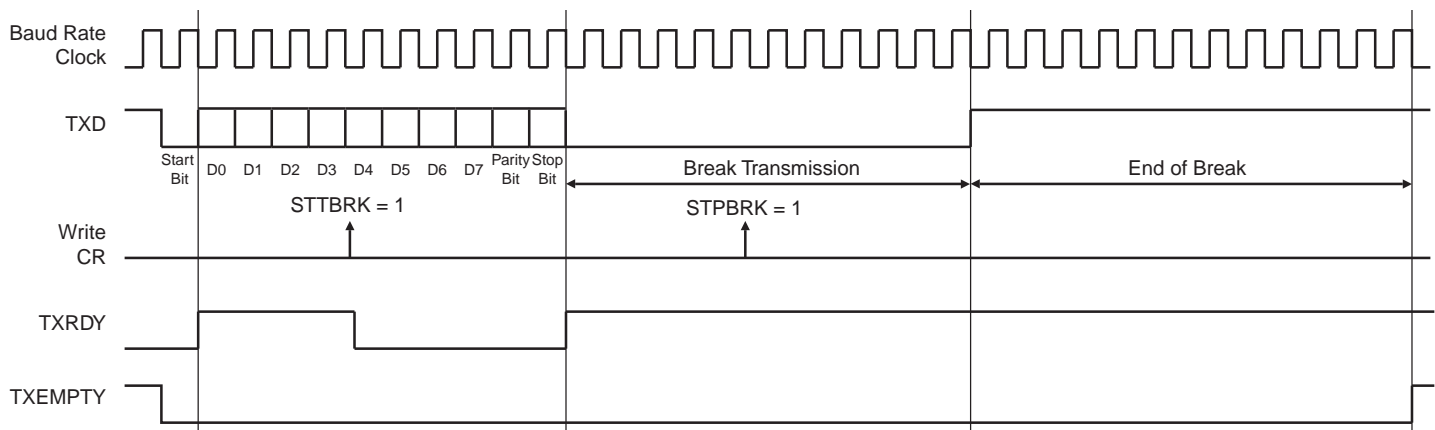 Baud Rate
Clock
TXD
Start
Bit
D0 D1 D2 D3 D4 D5 D6 D7
Parity
Bit
Stop
Bit
Break Transmission
End of Break
STTBRK = 1
STPBRK = 1
Write
CR
TXRDY
TXEMPTY